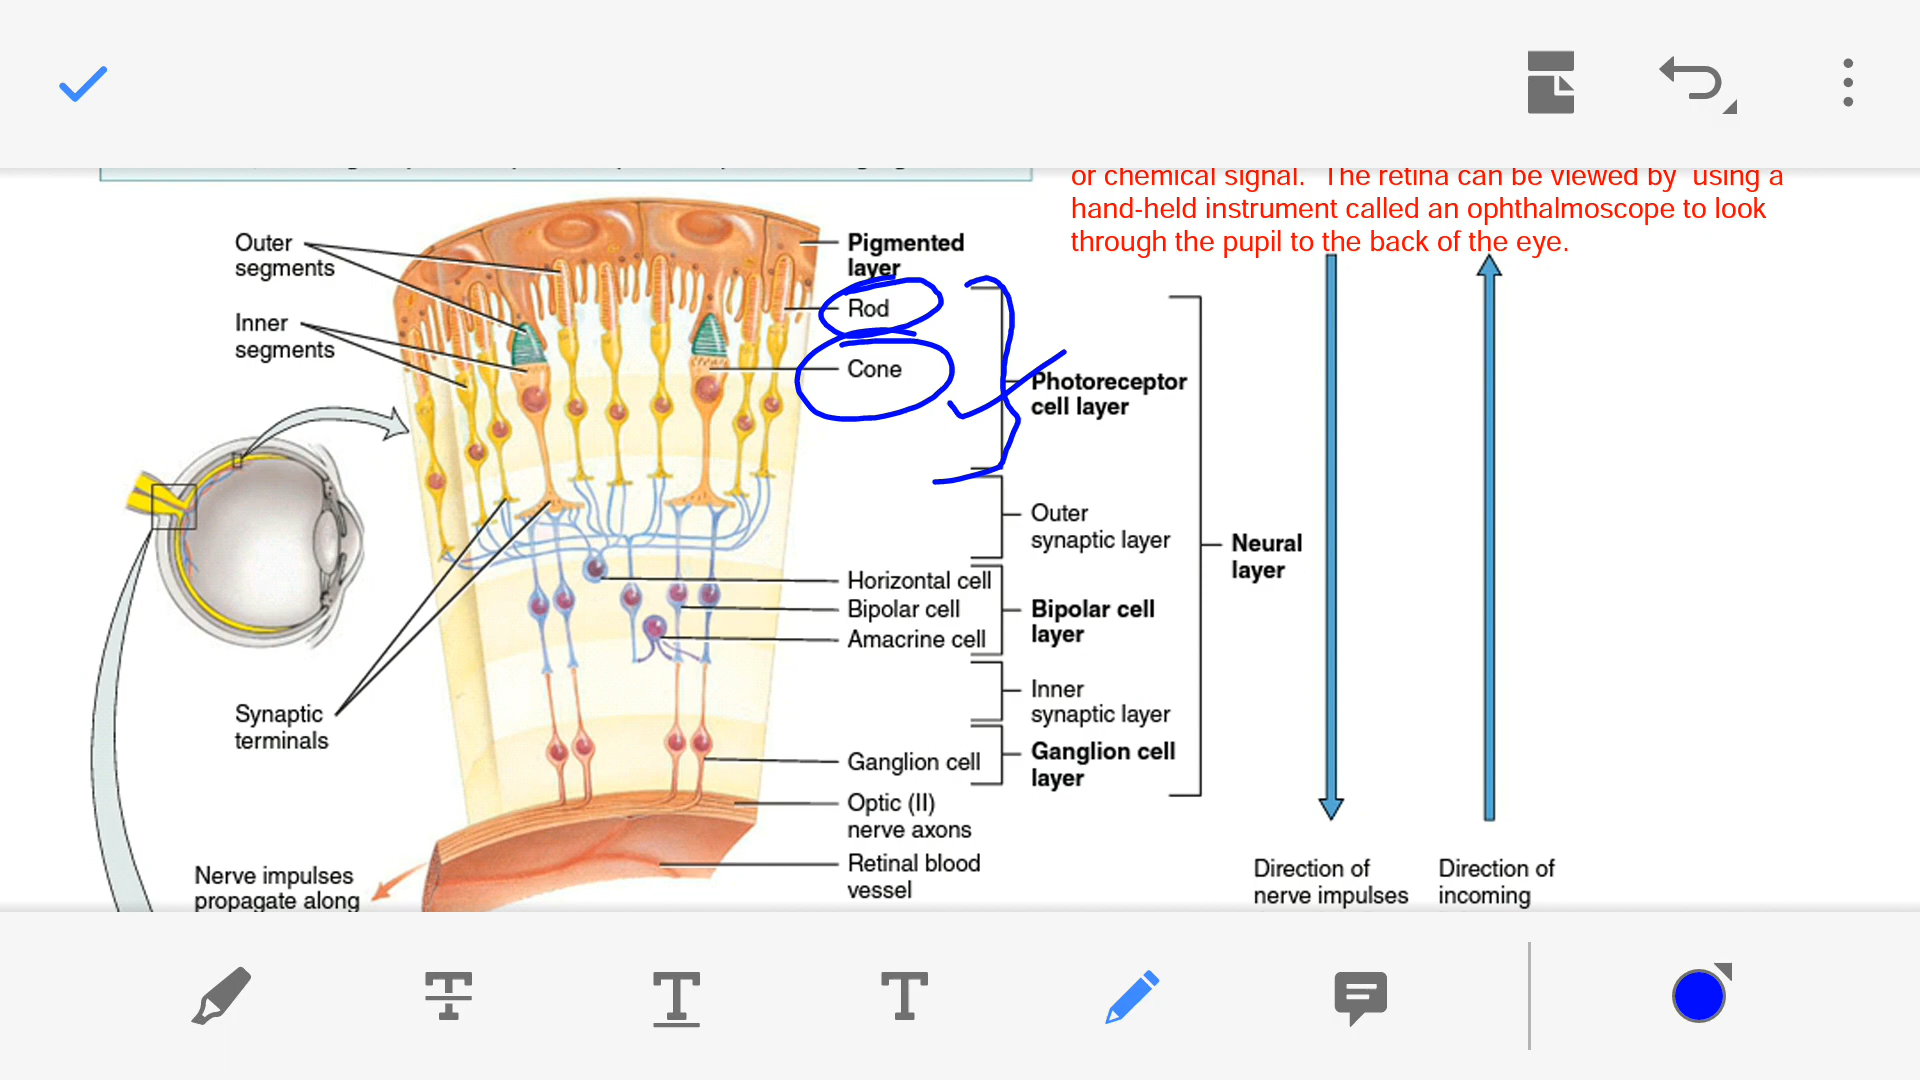 or chemical signal. The retina can be viewed by using a
hand-held instrument called an ophthalmoscope to look
through the pupil to the back of the eye.
Outer
segments
Inner
segments
Pigmented
layer
Rod
Cone
Photoreceptor
cell layer
Outer
synaptic layer
Horizontal cell
Bipolar cell
Amacrine cell
Bipolar cell
layer
Neural
layer
Inner
synaptic layer
Synaptic
terminals
Ganglion cell
Ganglion cell
layer
Optic (II)
nerve axons
Retinal blood
vessel
Nerve impulses
propagate along
Direction of
nerve impulses
Direction of
incoming